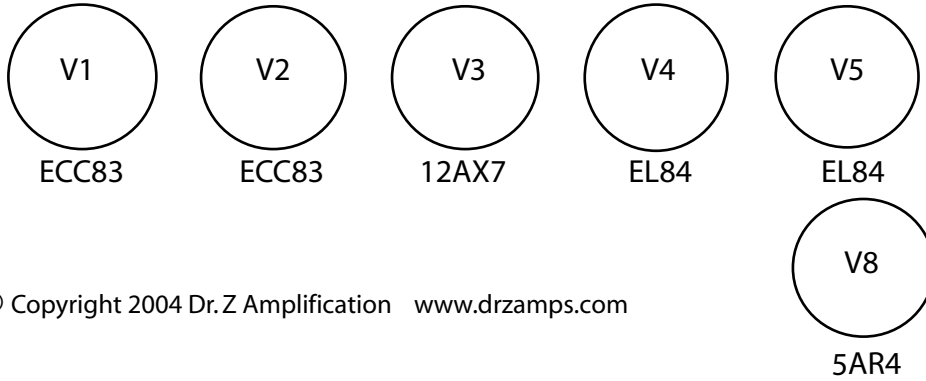 V1 V2 V3 V4 V5
ECC83 ECC83 12AX7 EL84 EL84
V8
© Copyright 2004 Dr. Z Amplification www.drzamps.com
5AR4